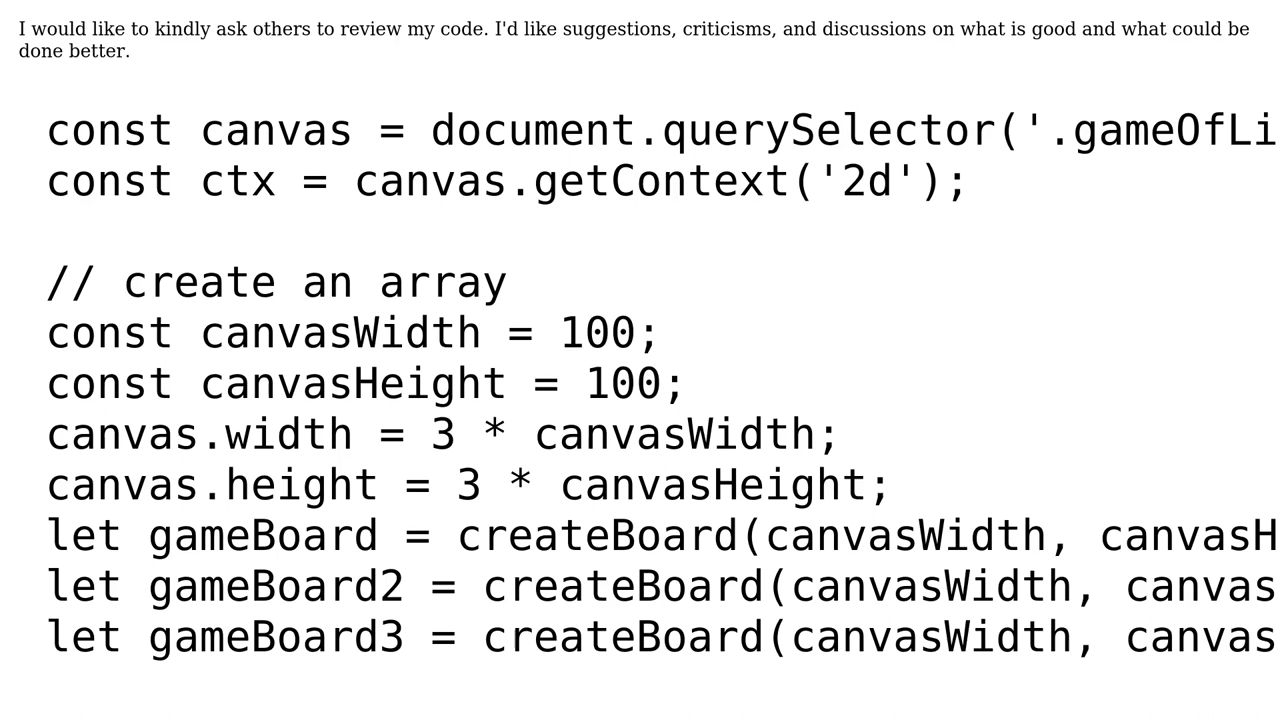 I would like to kindly ask others to review my code. I'd like suggestions, criticisms, and discussions on what is good and what could be
done better.
const canvas = document.querySelector('.gameOfLi
const ctx = canvas.getContext('2d');
// create an array
const canvasWidth = 100;
const canvasHeight = 100;
canvas.width = 3 * canvasWidth;
canvas.height = 3 * canvasHeight;
let gameBoard = createBoard(canvasWidth, canvasH
let gameBoard2 = createBoard(canvasWidth, canvas
let gameBoard3 = createBoard(canvasWidth, canvas